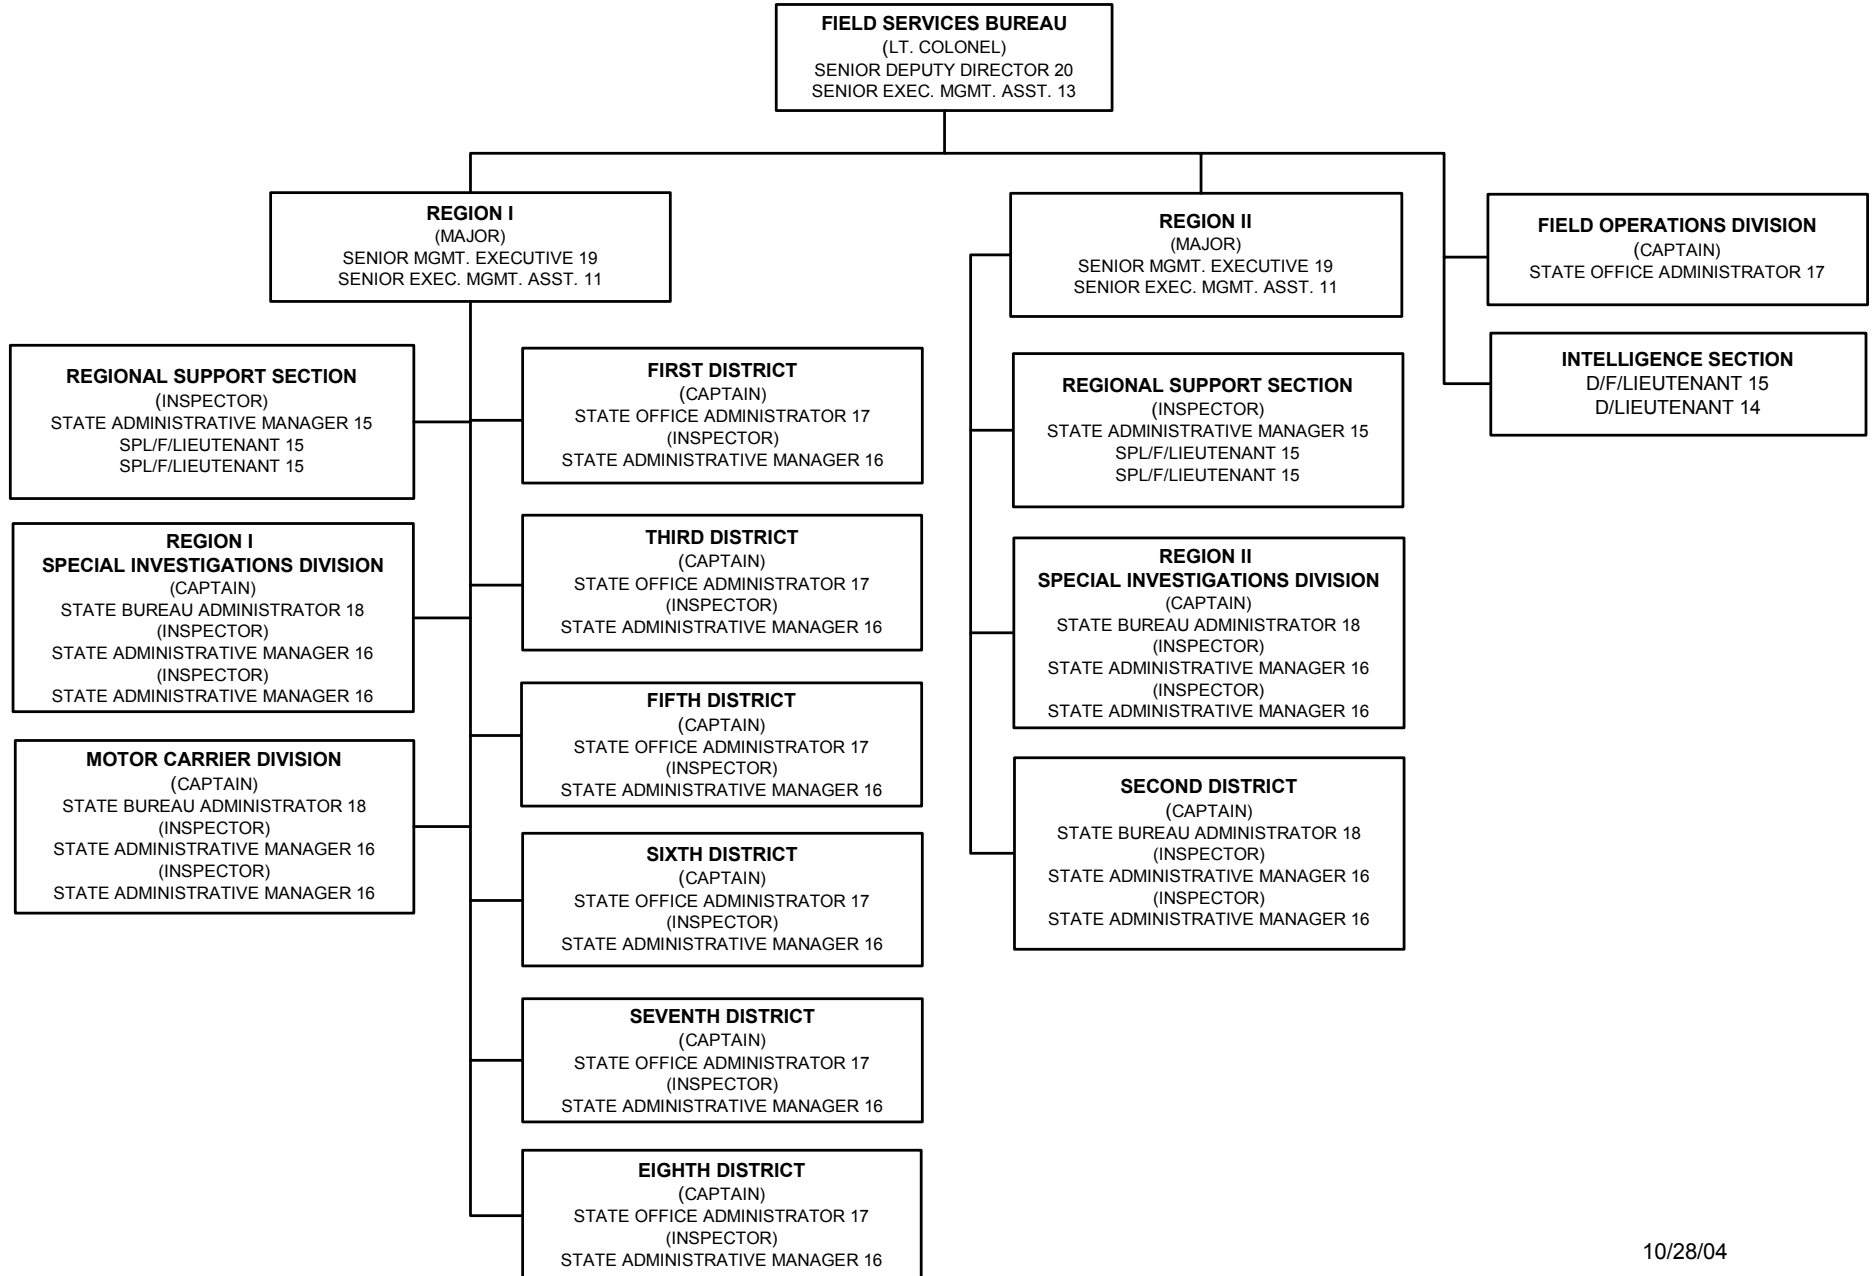 FIELD SERVICES BUREAU
(LT. COLONEL)
SENIOR DEPUTY DIRECTOR 20
SENIOR EXEC. MGMT. ASST. 13
REGION I
(MAJOR)
SENIOR MGMT. EXECUTIVE 19
SENIOR EXEC. MGMT. ASST. 11
REGIONAL SUPPORT SECTION
(INSPECTOR)
STATE ADMINISTRATIVE MANAGER 15
SPL/F/LIEUTENANT 15
SPL/F/LIEUTENANT 15
REGION I
SPECIAL INVESTIGATIONS DIVISION
(CAPTAIN)
STATE BUREAU ADMINISTRATOR 18
(INSPECTOR)
STATE ADMINISTRATIVE MANAGER 16
(INSPECTOR)
STATE ADMINISTRATIVE MANAGER 16
MOTOR CARRIER DIVISION
(CAPTAIN)
STATE BUREAU ADMINISTRATOR 18
(INSPECTOR)
STATE ADMINISTRATIVE MANAGER 16
(INSPECTOR)
STATE ADMINISTRATIVE MANAGER 16
FIRST DISTRICT
(CAPTAIN)
STATE OFFICE ADMINISTRATOR 17
(INSPECTOR)
STATE ADMINISTRATIVE MANAGER 16
THIRD DISTRICT
(CAPTAIN)
STATE OFFICE ADMINISTRATOR 17
(INSPECTOR)
STATE ADMINISTRATIVE MANAGER 16
FIFTH DISTRICT
(CAPTAIN)
STATE OFFICE ADMINISTRATOR 17
(INSPECTOR)
STATE ADMINISTRATIVE MANAGER 16
SIXTH DISTRICT
(CAPTAIN)
STATE OFFICE ADMINISTRATOR 17
(INSPECTOR)
STATE ADMINISTRATIVE MANAGER 16
SEVENTH DISTRICT
(CAPTAIN)
STATE OFFICE ADMINISTRATOR 17
(INSPECTOR)
STATE ADMINISTRATIVE MANAGER 16
EIGHTH DISTRICT
(CAPTAIN)
STATE OFFICE ADMINISTRATOR 17
(INSPECTOR)
STATE ADMINISTRATIVE MANAGER 16
REGION II
(MAJOR)
SENIOR MGMT. EXECUTIVE 19
SENIOR EXEC. MGMT. ASST. 11
REGIONAL SUPPORT SECTION
(INSPECTOR)
STATE ADMINISTRATIVE MANAGER 15
SPL/F/LIEUTENANT 15
SPL/F/LIEUTENANT 15
REGION II
SPECIAL INVESTIGATIONS DIVISION
(CAPTAIN)
STATE BUREAU ADMINISTRATOR 18
(INSPECTOR)
STATE ADMINISTRATIVE MANAGER 16
(INSPECTOR)
STATE ADMINISTRATIVE MANAGER 16
SECOND DISTRICT
(CAPTAIN)
STATE BUREAU ADMINISTRATOR 18
(INSPECTOR)
STATE ADMINISTRATIVE MANAGER 16
(INSPECTOR)
STATE ADMINISTRATIVE MANAGER 16
FIELD OPERATIONS DIVISION
(CAPTAIN)
STATE OFFICE ADMINISTRATOR 17
INTELLIGENCE SECTION
D/F/LIEUTENANT 15
D/LIEUTENANT 14
10/28/04